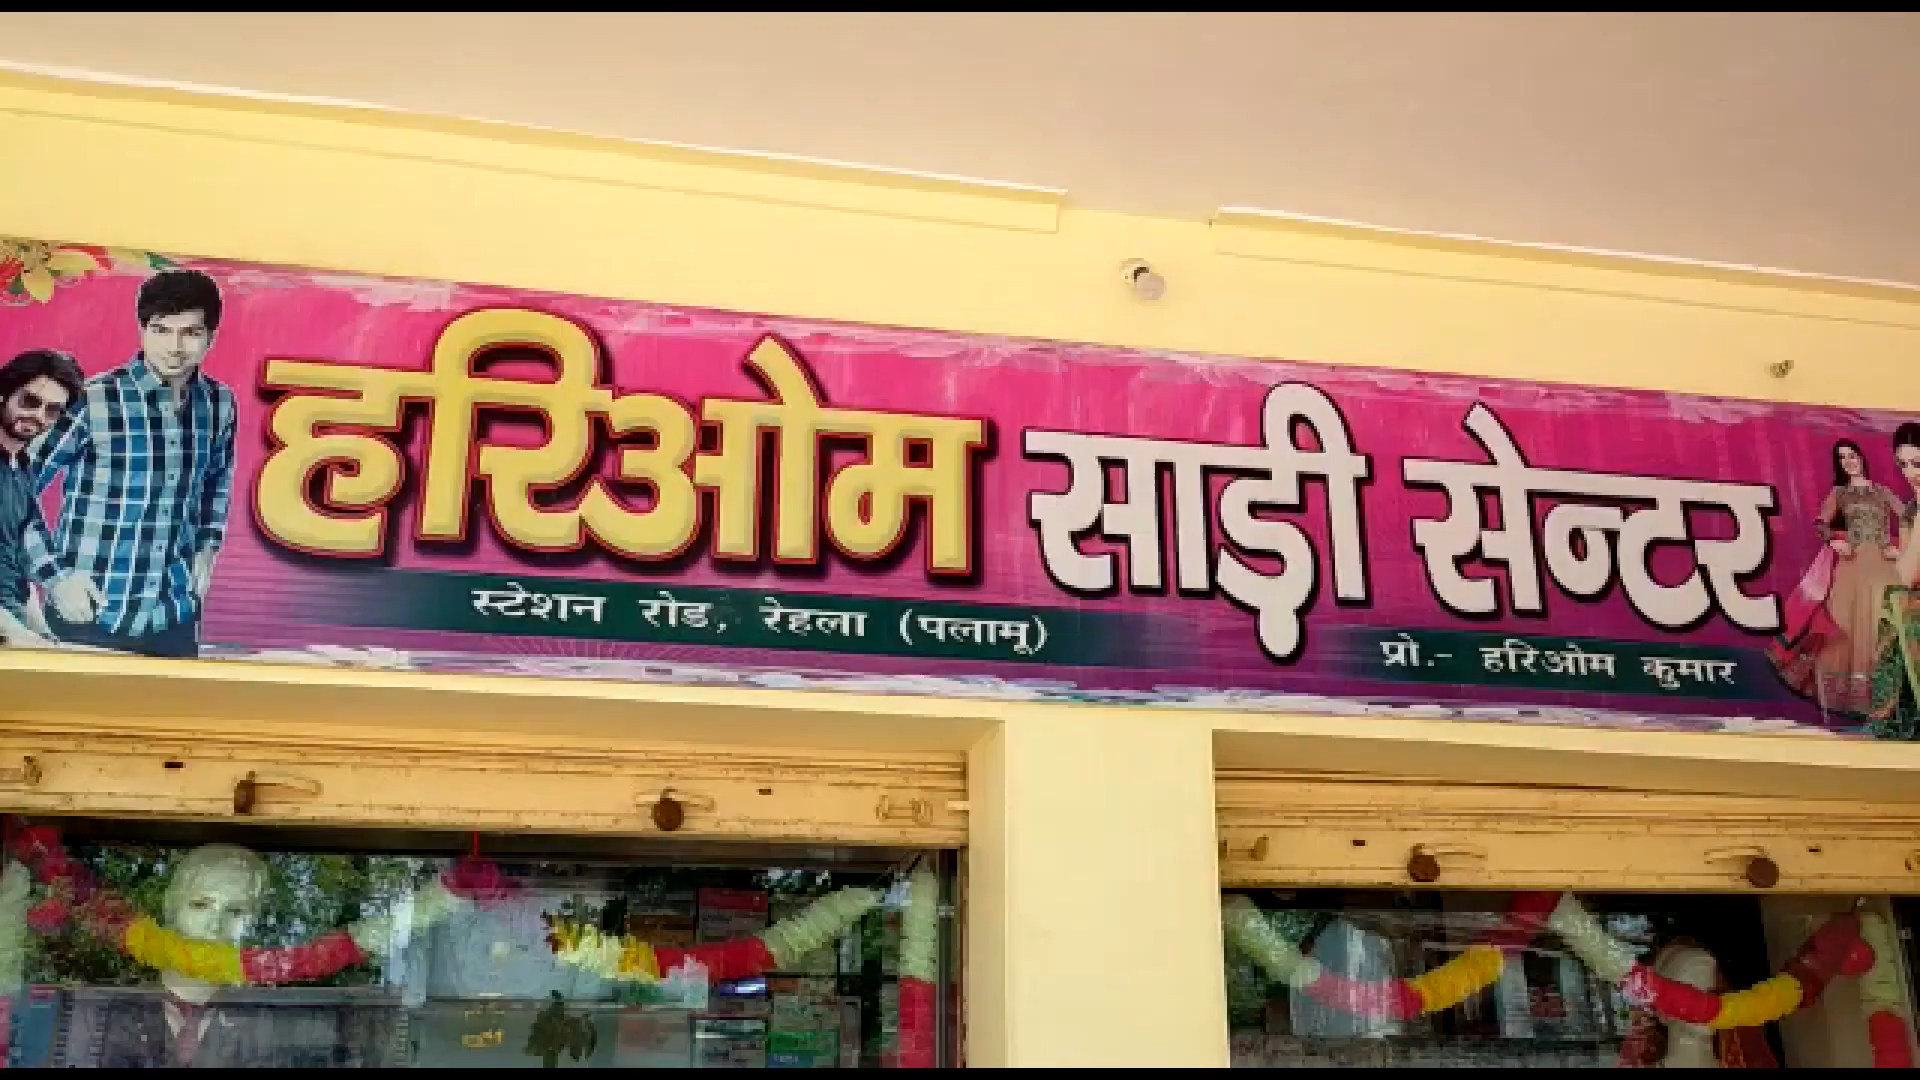 हरिओम साड़ी सेन्टर
स्टेशन रोड, रेहला (पलामू)
प्रो.- हरिओम कुमार